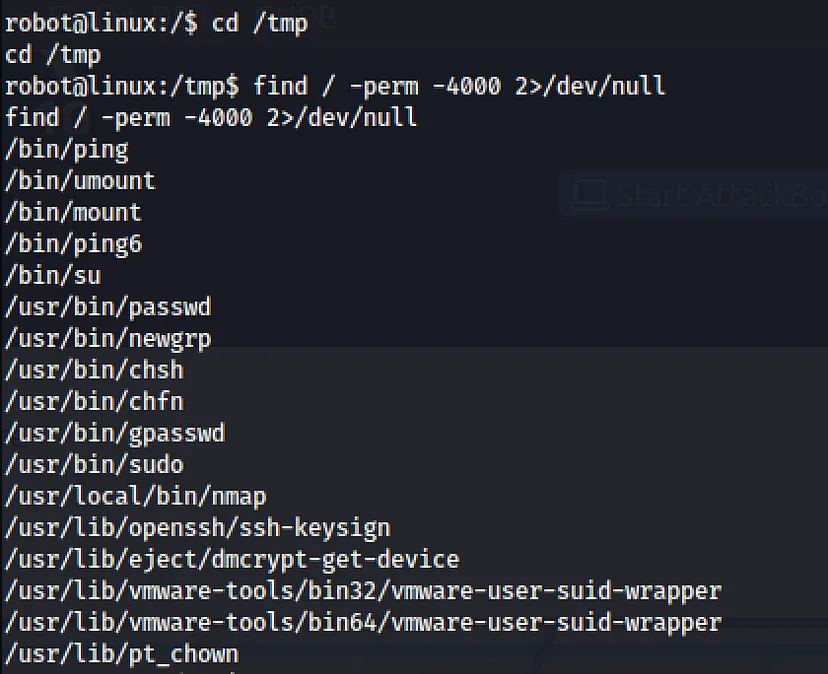 robot@linux:/$ cd /tmp
cd /tmp
robot@linux:/tmp$ find / -perm -4000 2>/dev/null
find / -perm -4000 2>/dev/null
/bin/ping
/bin/umount
/bin/mount
/bin/ping6
/bin/su
/usr/bin/passwd
/usr/bin/newgrp
/usr/bin/chsh
/usr/bin/chfn
/usr/bin/gpasswd
/usr/bin/sudo
/usr/local/bin/nmap
/usr/lib/openssh/ssh-keysign
/usr/lib/eject/dmcrypt-get-device
/usr/lib/vmware-tools/bin32/vmware-user-suid-wrapper
/usr/lib/vmware-tools/bin64/vmware-user-suid-wrapper
/usr/lib/pt_chown
Start AttackBo